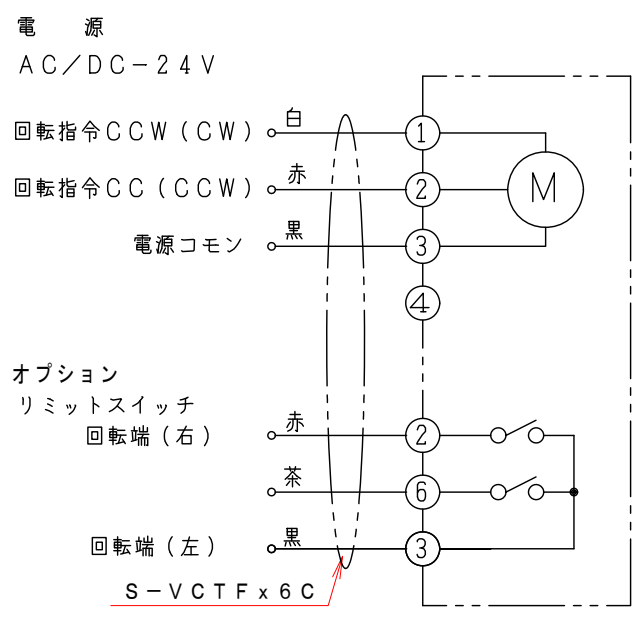 電　源
AC/DC-24V
回転指令CCW(CW) 白 1
M
回転指令CC(CCW) 赤 2
電源コモン 黒 3
4
オプション
リミットスイッチ
回転端(右) 赤 2
茶 6
回転端(左) 黒 3
S-VCTFx6C